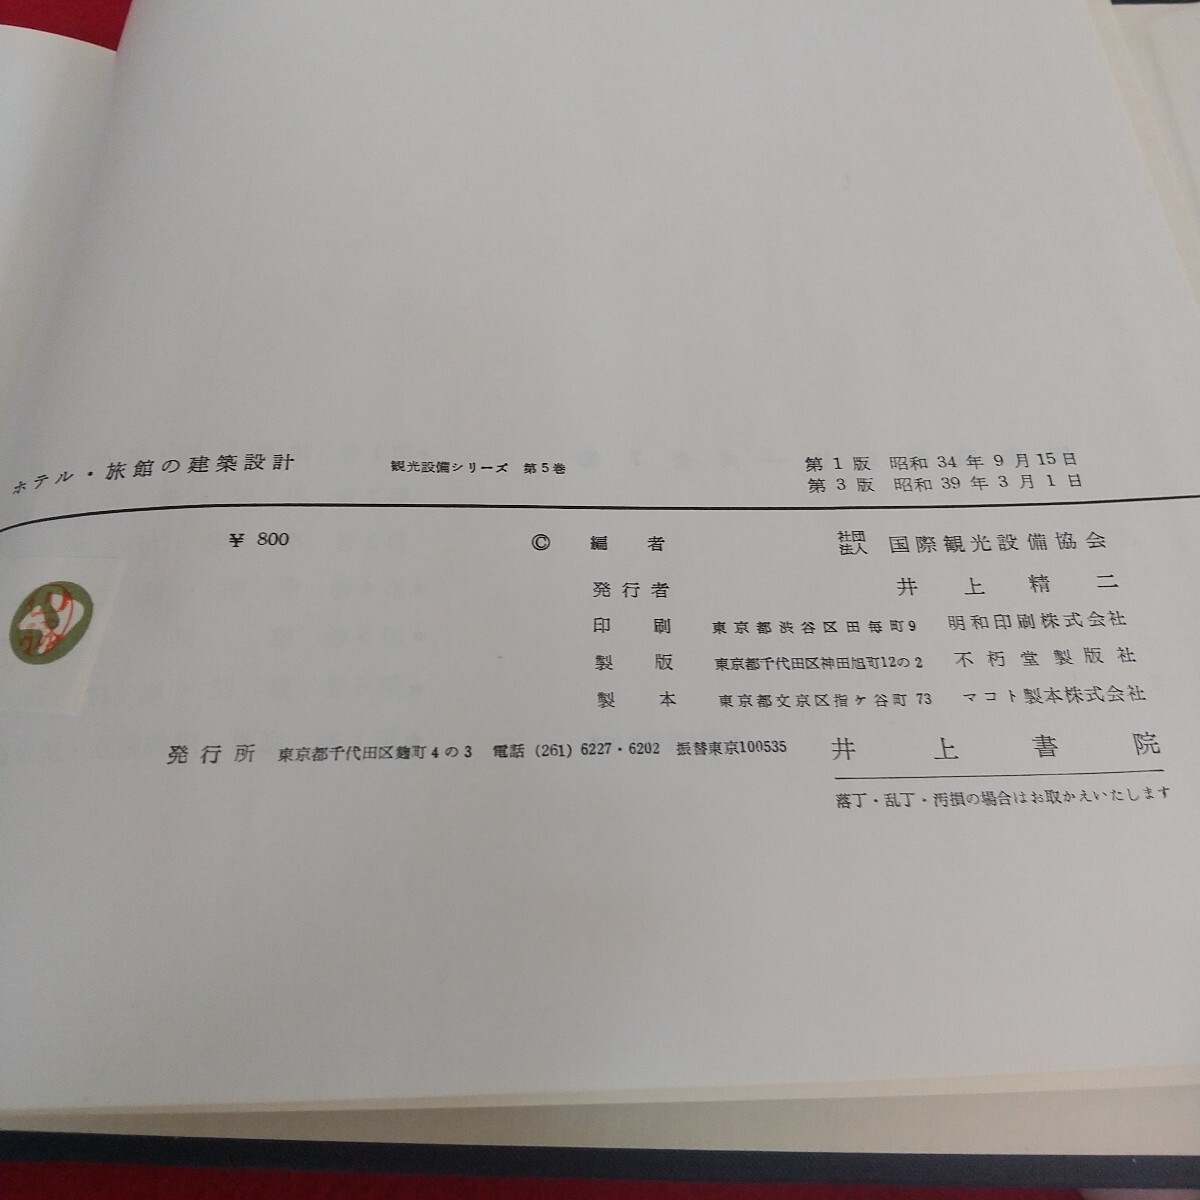 ホテル・旅館の建築設計 観光設備シリーズ 第5巻 第1版 昭和34年9月15日
第3版 昭和39年3月1日
¥ 800
© 編者 社団法人 国際観光設備協会
発行者 井上精二
印刷 東京都渋谷区田毎町9 明和印刷株式会社
製版 東京都千代田区神田旭町12の2 不朽堂製版社
製本 東京都文京区指ケ谷町73 マコト製本株式会社
発行所 東京都千代田区麹町4の3 電話(261)6227・6202 振替東京100535 井上書院
落丁・乱丁・汚損の場合はお取かえいたします